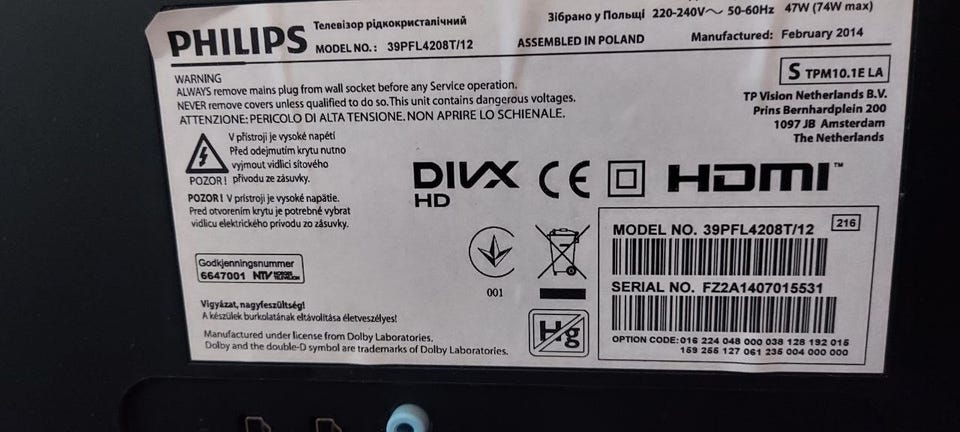 PHILIPS
Телевізор рідкокристалічний
MODEL NO.: 39PFL4208T/12
Зібрано у Польщі 220-240V~ 50-60Hz 47W (74W max)
ASSEMBLED IN POLAND
Manufactured: February 2014
S TPM10.1E LA
TP Vision Netherlands B.V.
Prins Bernhardplein 200
1097 JB Amsterdam
The Netherlands
WARNING
ALWAYS remove mains plug from wall socket before any Service operation.
NEVER remove covers unless qualified to do so. This unit contains dangerous voltages.
ATTENZIONE: PERICOLO DI ALTA TENSIONE. NON APRIRE LO SCHIENALE.
V přístroji je vysoké napětí
Před odejmutím krytu nutno
vyjmout vidlici síťového
POZOR! přívodu ze zásuvky.
POZOR! V prístroji je vysoké napätie.
Pred otvorením krytu je potrebné vybrat
vidlicu elektrického prívodu zo zásuvky.
DIVX
HD
CE
HDMI™
Godkjenningsnummer
6647001 NTV
001
Hg
MODEL NO. 39PFL4208T/12
216
SERIAL NO. FZ2A1407015531
OPTION CODE: 016 224 048 000 038 128 192 015
159 255 127 061 235 004 000 000
Vigyázat, nagyfeszültség!
A készülek burkolatának eltávolítása életveszélyes!
Manufactured under license from Dolby Laboratories.
Dolby and the double-D symbol are trademarks of Dolby Laboratories.